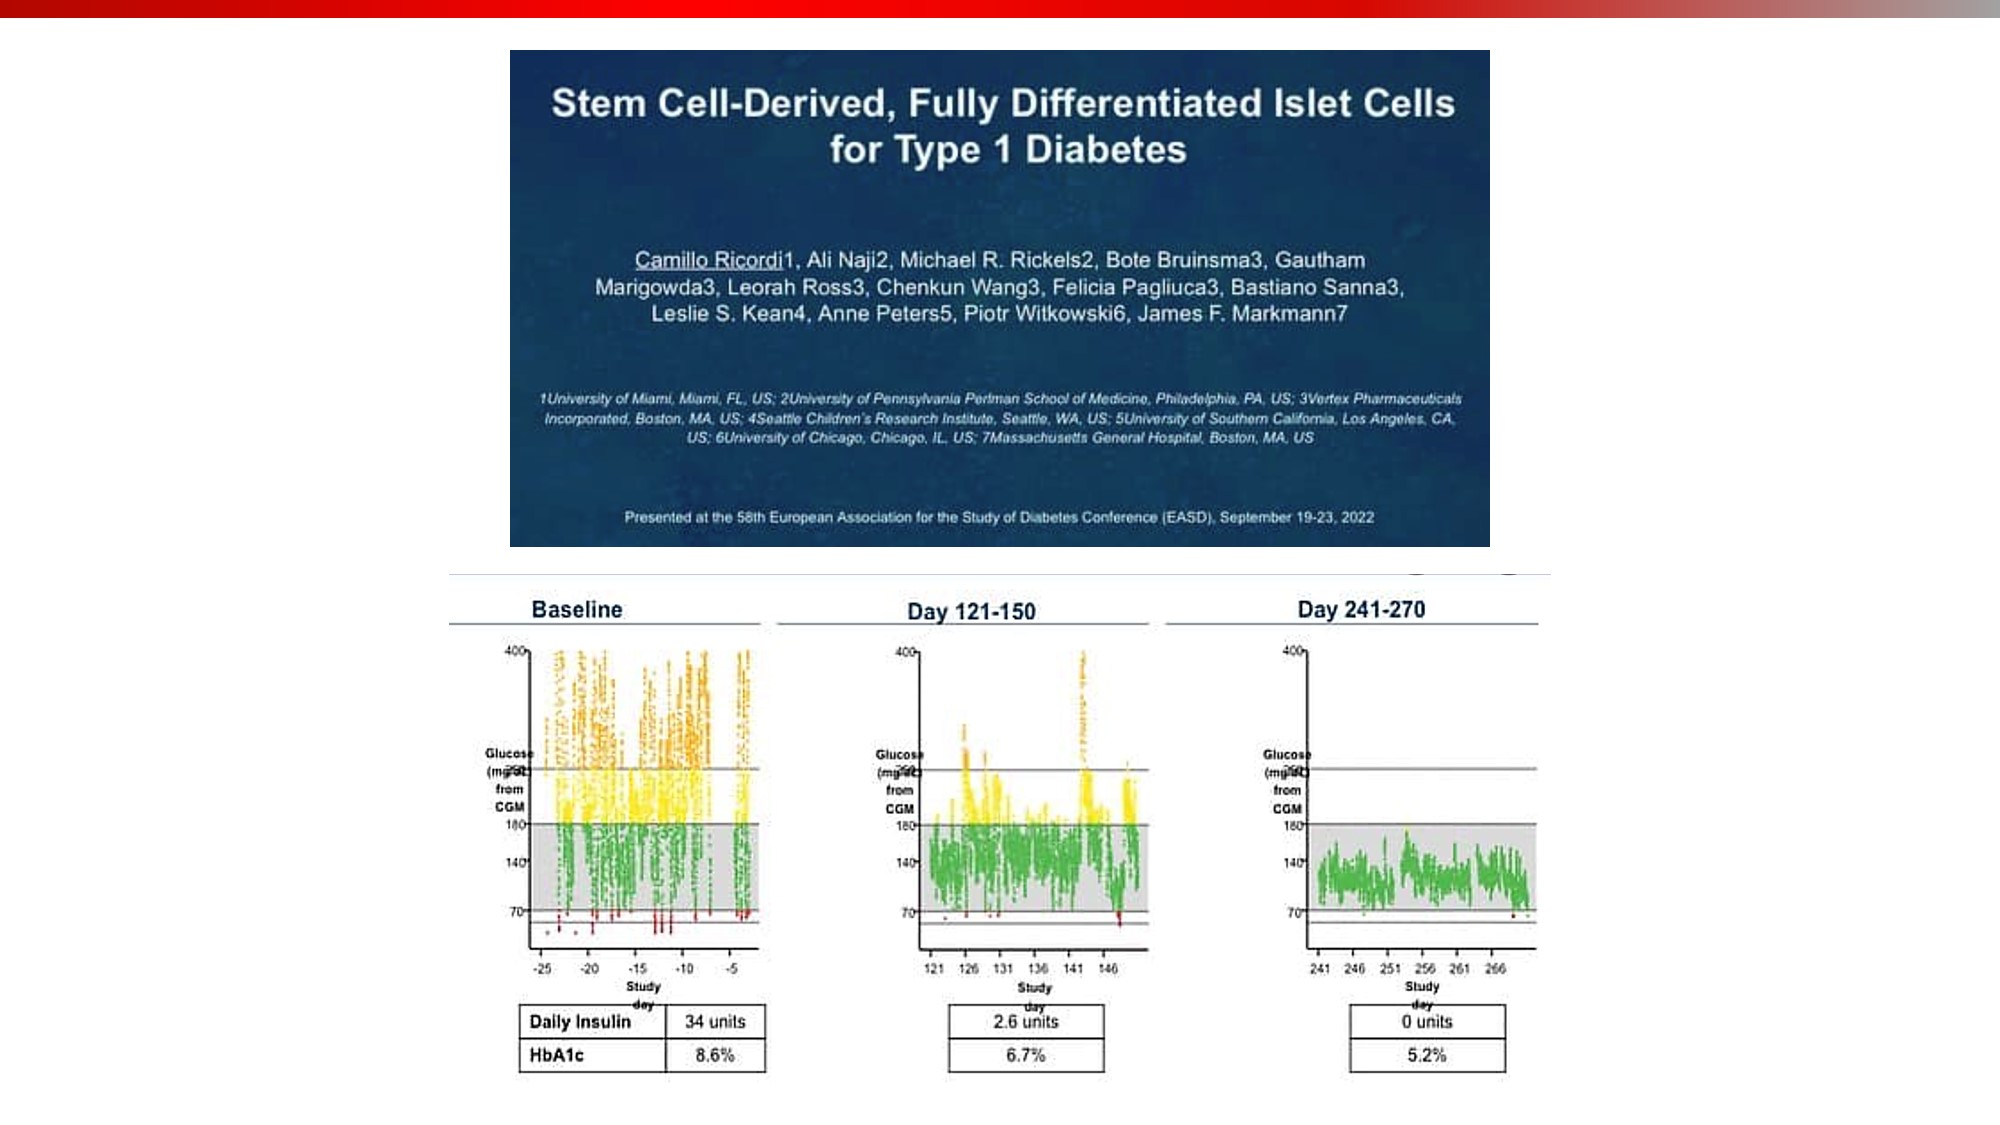 Stem Cell-Derived, Fully Differentiated Islet Cells
for Type 1 Diabetes
Camillo Ricordi1, Ali Naji2, Michael R. Rickels2, Bote Bruinsma3, Gautham
Marigowda3, Leorah Ross3, Chenkun Wang3, Felicia Pagliuca3, Bastiano Sanna3,
Leslie S. Kean4, Anne Peters5, Piotr Witkowski6, James F. Markmann7
1University of Miami, Miami, FL, US; 2University of Pennsylvania Perlman School of Medicine, Philadelphia, PA, US; 3Vertex Pharmaceuticals
Incorporated, Boston, MA, US; 4Seattle Children's Research Institute, Seattle, WA, US; 5University of Southern California, Los Angeles, CA,
US; 6University of Chicago, Chicago, IL, US; 7Massachusetts General Hospital, Boston, MA, US
Presented at the 58th European Association for the Study of Diabetes Conference (EASD), September 19-23, 2022
Baseline
400
Glucose
from
CGM
180
140
70
-25 -20 -15 -10 -5
Study
day
Daily Insulin 34 units
HbA1c 8.6%
Day 121-150
400
Glucose
from
CGM
180
140
70
121 126 131 136 141 146
Study
day
2.6 units
6.7%
Day 241-270
400
Glucose
from
CGM
180
140
70
241 246 251 256 261 266
Study
day
0 units
5.2%